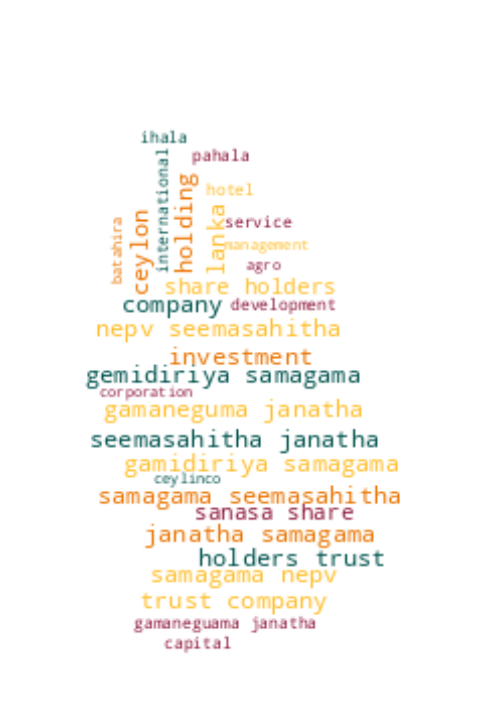 ihala
pahala
international
holding
hotel
lanka
service
batahira
ceylon
management
agro
share holders
company
development
nepv seemasahitha
investment
gemidiriya samagama
corporation
gamaneguma janatha
seemasahitha janatha
gamidiriya samagama
ceylinco
samagama seemasahitha
sanasa share
janatha samagama
holders trust
samagama nepv
trust company
gamaneguama janatha
capital